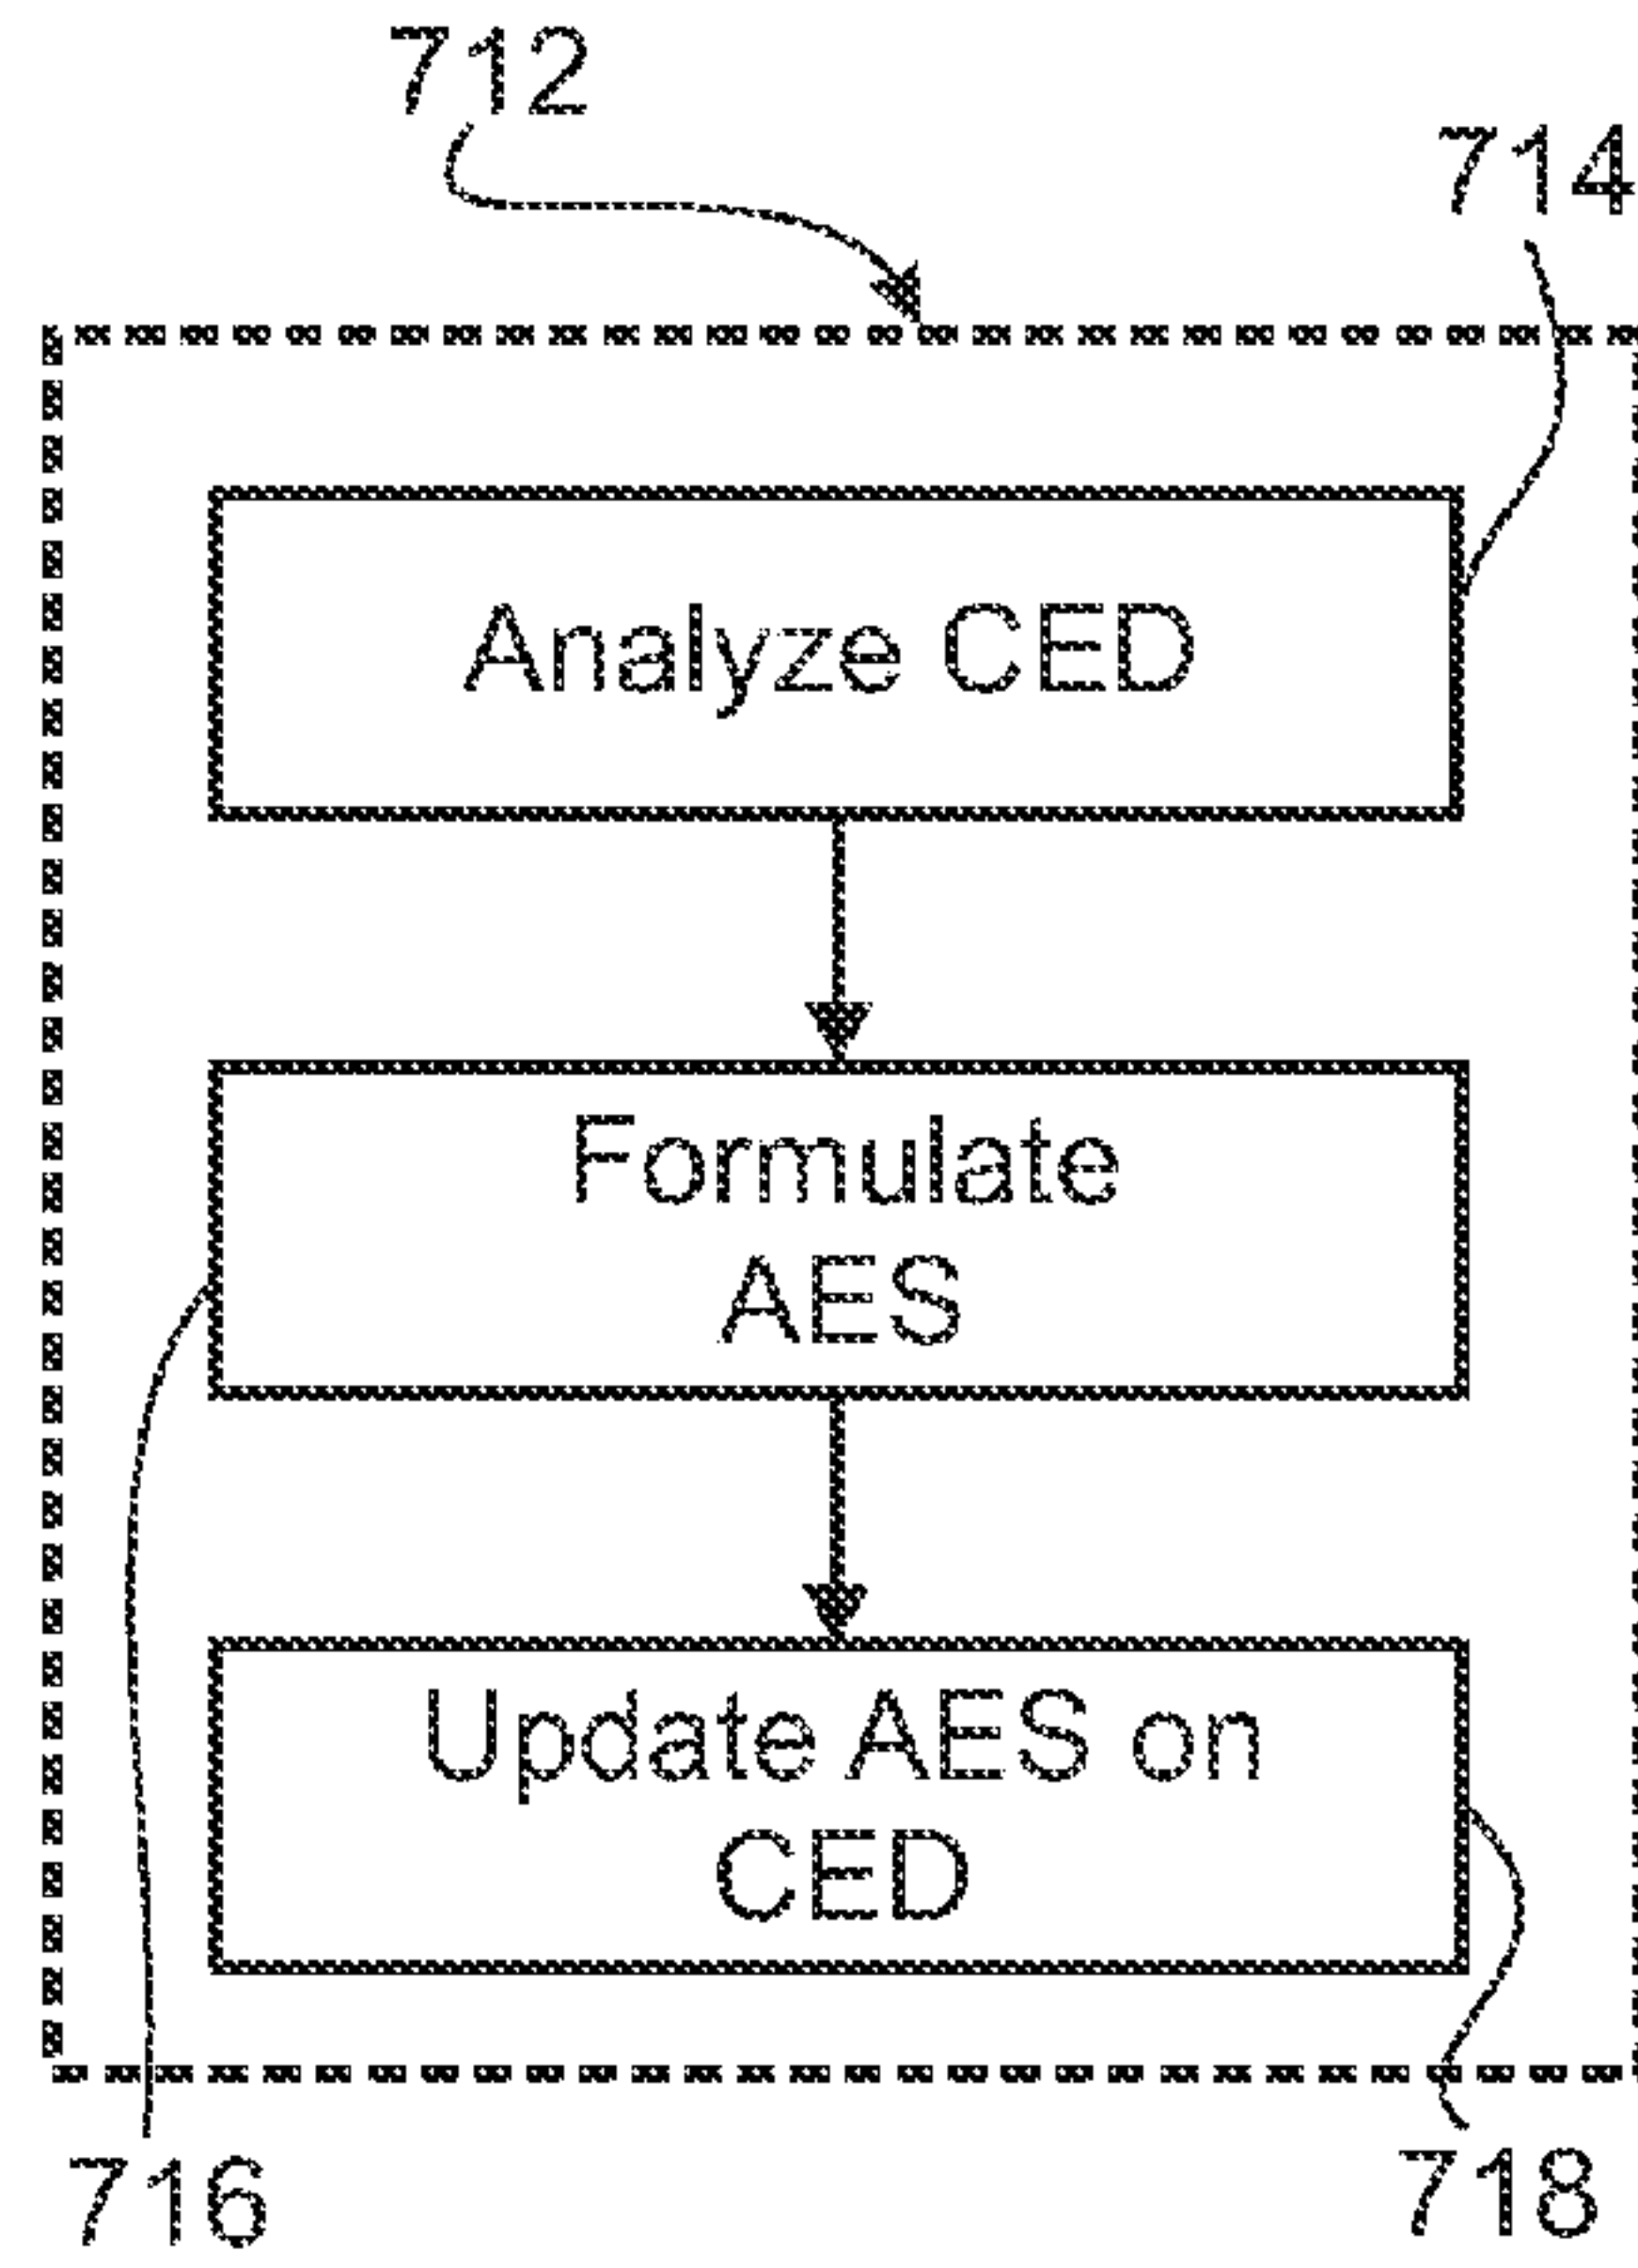 712
714
Analyze CED
Formulate
AES
Update AES on
CED
716
718